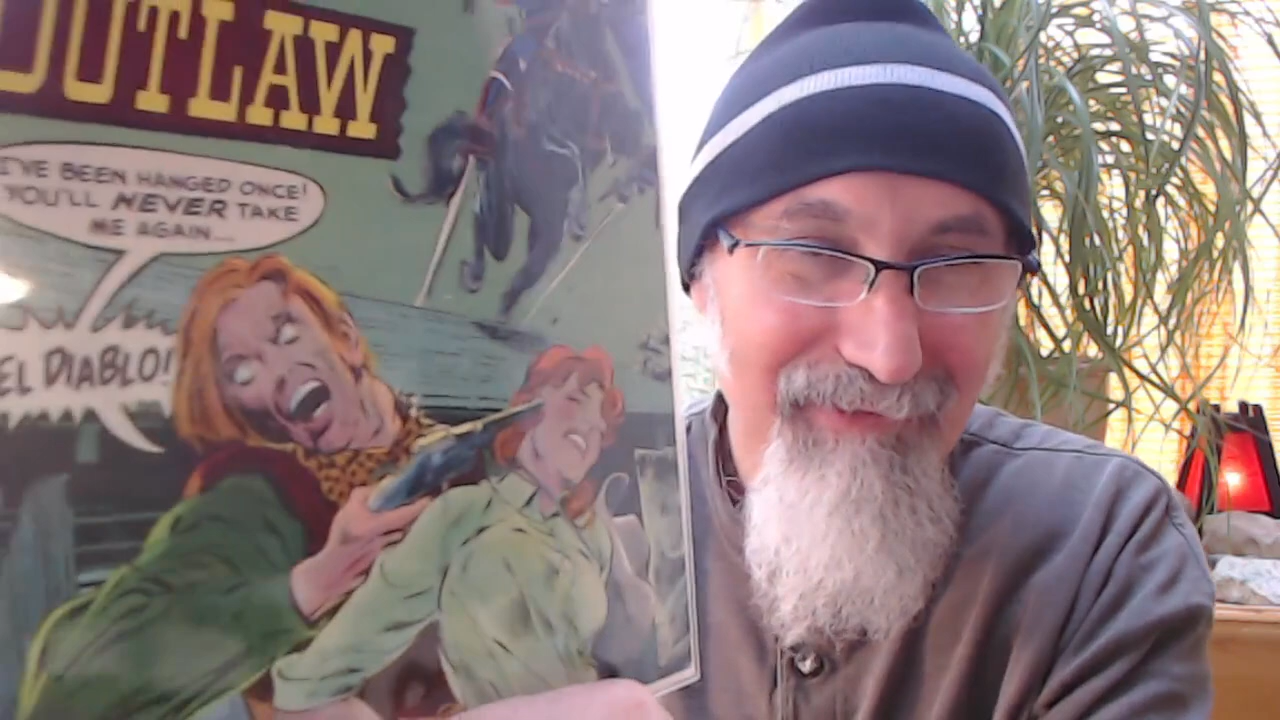 OUTLAW
I'VE BEEN HANGED ONCE!
YOU'LL NEVER TAKE
ME AGAIN...
EL DIABLO!